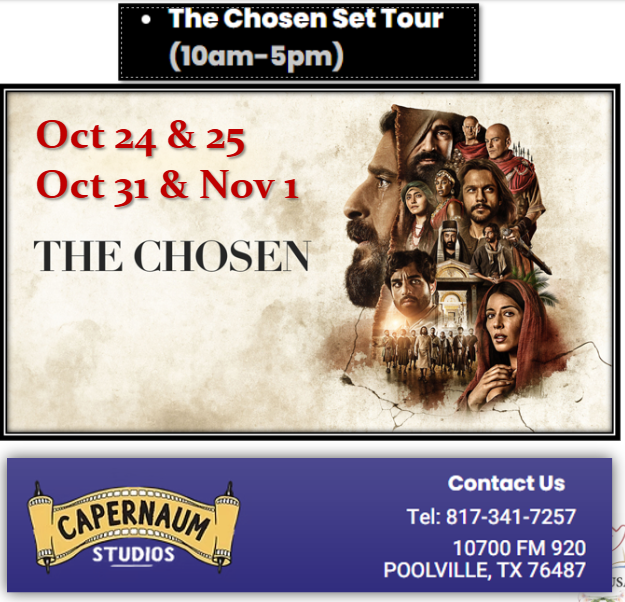 • The Chosen Set Tour
(10am-5pm)
Oct 24 & 25
Oct 31 & Nov 1
THE CHOSEN
CAPERNAUM
STUDIOS
Contact Us
Tel: 817-341-7257
10700 FM 920
POOLVILLE, TX 76487